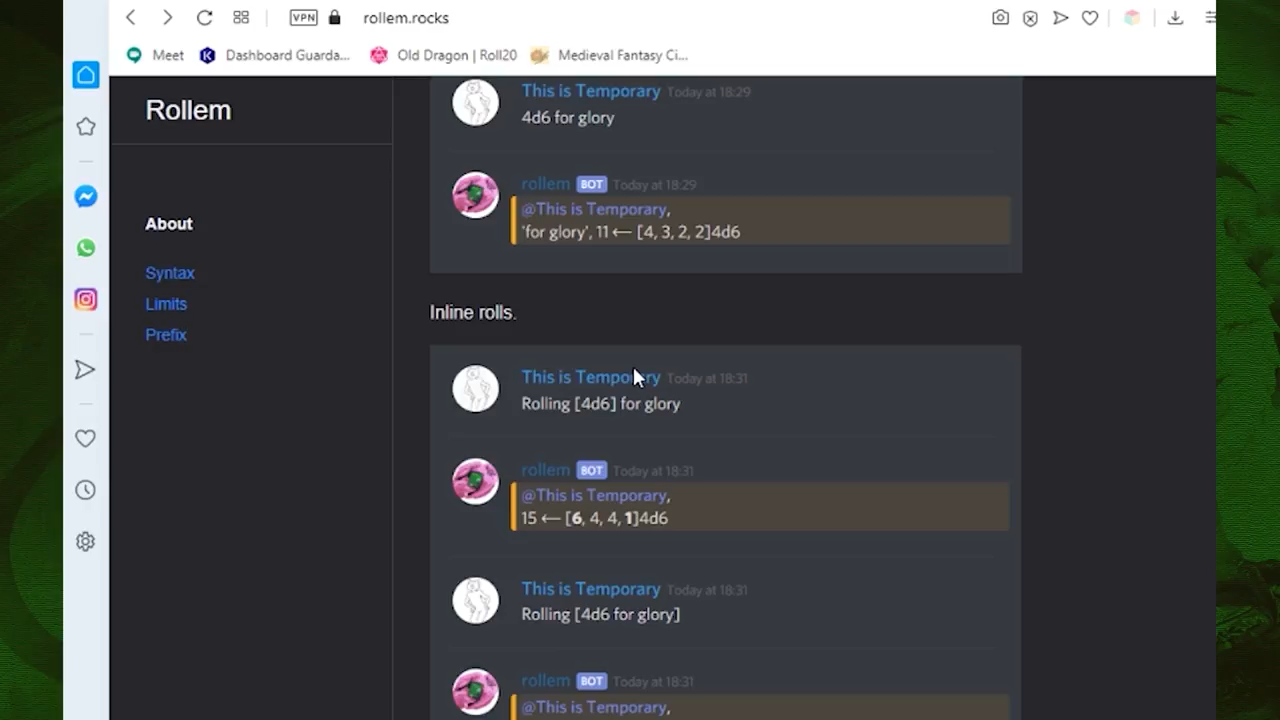 VPN rollem.rocks
Meet Dashboard Guarda... Old Dragon | Roll20 Medieval Fantasy Ci...
Rollem
About
Syntax
Limits
Prefix
This is Temporary Today at 18:29
4d6 for glory
rollem BOT Today at 18:29
@This is Temporary,
'for glory', 11 ⟵ [4, 3, 2, 2]4d6
Inline rolls.
This is Temporary Today at 18:31
Rolling [4d6] for glory
rollem BOT Today at 18:31
@This is Temporary,
15 ⟵ [6, 4, 4, 1]4d6
This is Temporary Today at 18:31
Rolling [4d6 for glory]
rollem BOT Today at 18:31
@This is Temporary,